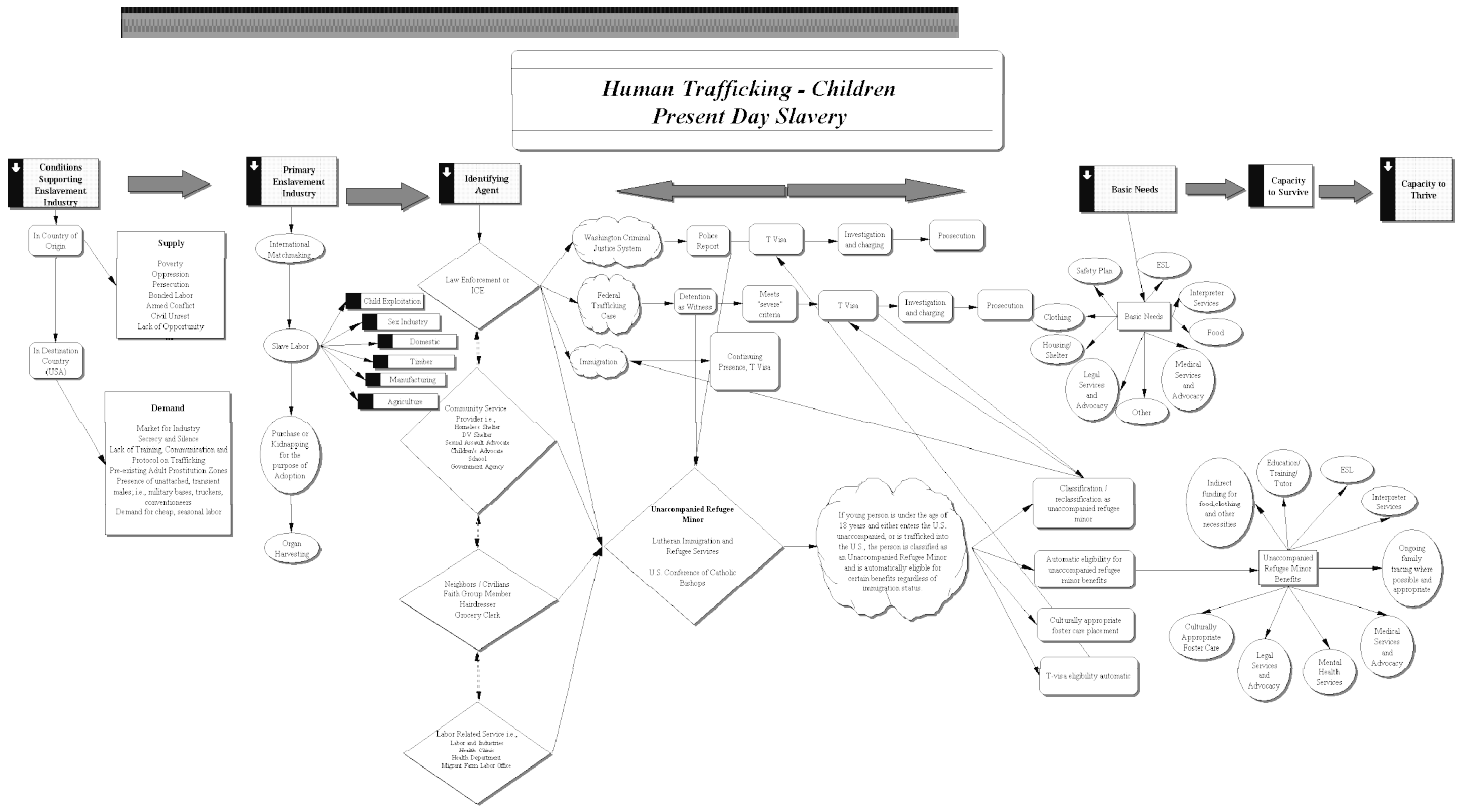 Human Trafficking - Children
Present Day Slavery
Conditions
Supporting
Enslavement
Industry
Primary
Enslavement
Industry
Identifying
Agent
Basic Needs
Capacity
to Survive
Capacity to
Thrive
In Country of
Origin
Supply
Poverty
Oppression
Persecution
Bonded Labor
Armed Conflict
Civil Unrest
Lack of Opportunity
In Destination
Country
(USA)
Demand
Market for Industry
Secrecy and Silence
Lack of Training, Communication and
Protocol on Trafficking
Pre-existing Adult Prostitution Zones
Presence of unattached, transient
males, i.e., military bases, truckers,
conventioneers
Demand for cheap, seasonal labor
International
Matchmaking
Slave Labor
Child Exploitation
Sex Industry
Domestic
Timber
Manufacturing
Agriculture
Purchase or
Kidnapping
for the
purpose of
Adoption
Organ
Harvesting
Law Enforcement or
ICE
Community Service
Provider i.e.,
Homeless Shelter
D.V. Shelter
Sexual Assault Advocate
Children's Advocate
School
Government Agency
Neighbors / Civilians
Faith Group Member
Hairdresser
Grocery Clerk
Labor Related Service i.e.,
Labor and Industries
Health Clinic
Health Department
Migrant Farm Labor Office
Washington Criminal
Justice System
Police
Report
T Visa
Investigation
and charging
Prosecution
Federal
Trafficking
Case
Detention
as Witness
Meets
"severe"
criteria
T Visa
Investigation
and charging
Prosecution
Immigration
Continuing
Presence, T Visa
Unaccompanied Refugee
Minor
Lutheran Immigration and
Refugee Services
U.S. Conference of Catholic
Bishops
If young person is under the age of
18 years and either enters the U.S.
unaccompanied, or is trafficked into
the U.S., the person is classified as
an Unaccompanied Refugee Minor
and is automatically eligible for
certain benefits regardless of
immigration status
Classification /
reclassification as
unaccompanied refugee
minor
Automatic eligibility for
unaccompanied refugee
minor benefits
Culturally appropriate
foster care placement
T-visa eligibility automatic
Safety Plan
ESL
Interpreter
Services
Clothing
Basic Needs
Food
Housing/
Shelter
Legal
Services and
Advocacy
Other
Medical
Services
and
Advocacy
Indirect
funding for
food,clothing
and other
necessities
Education/
Training/
Tutor
ESL
Interpreter
Services
Unaccompanied
Refugee Minor
Benefits
Ongoing
family
tracing where
possible and
appropriate
Culturally
Appropriate
Foster Care
Legal
Services
and
Advocacy
Mental
Health
Services
Medical
Services
and
Advocacy